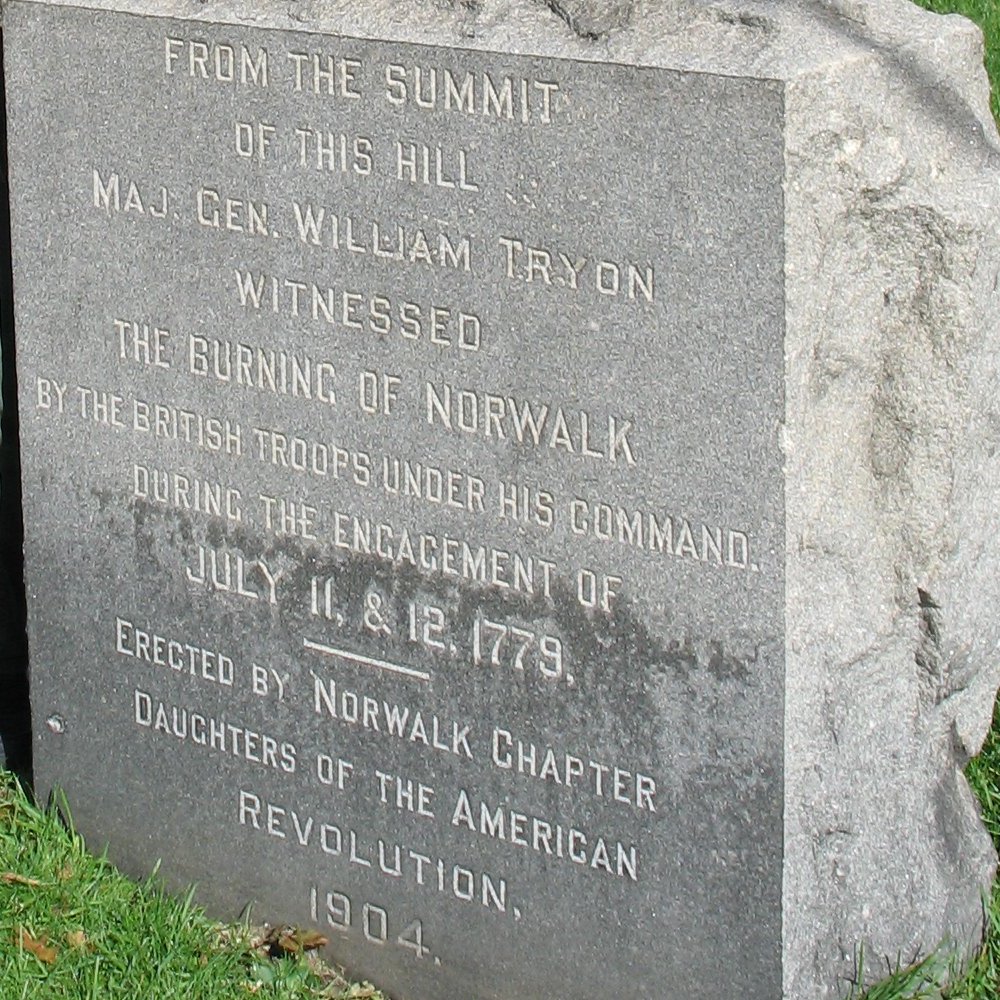 FROM THE SUMMIT
OF THIS HILL
MAJ. GEN. WILLIAM TRYON
WITNESSED
THE BURNING OF NORWALK
BY THE BRITISH TROOPS UNDER HIS COMMAND.
DURING THE ENGAGEMENT OF
JULY 11, & 12, 1779.
ERECTED BY NORWALK CHAPTER
DAUGHTERS OF THE AMERICAN
REVOLUTION,
1904.